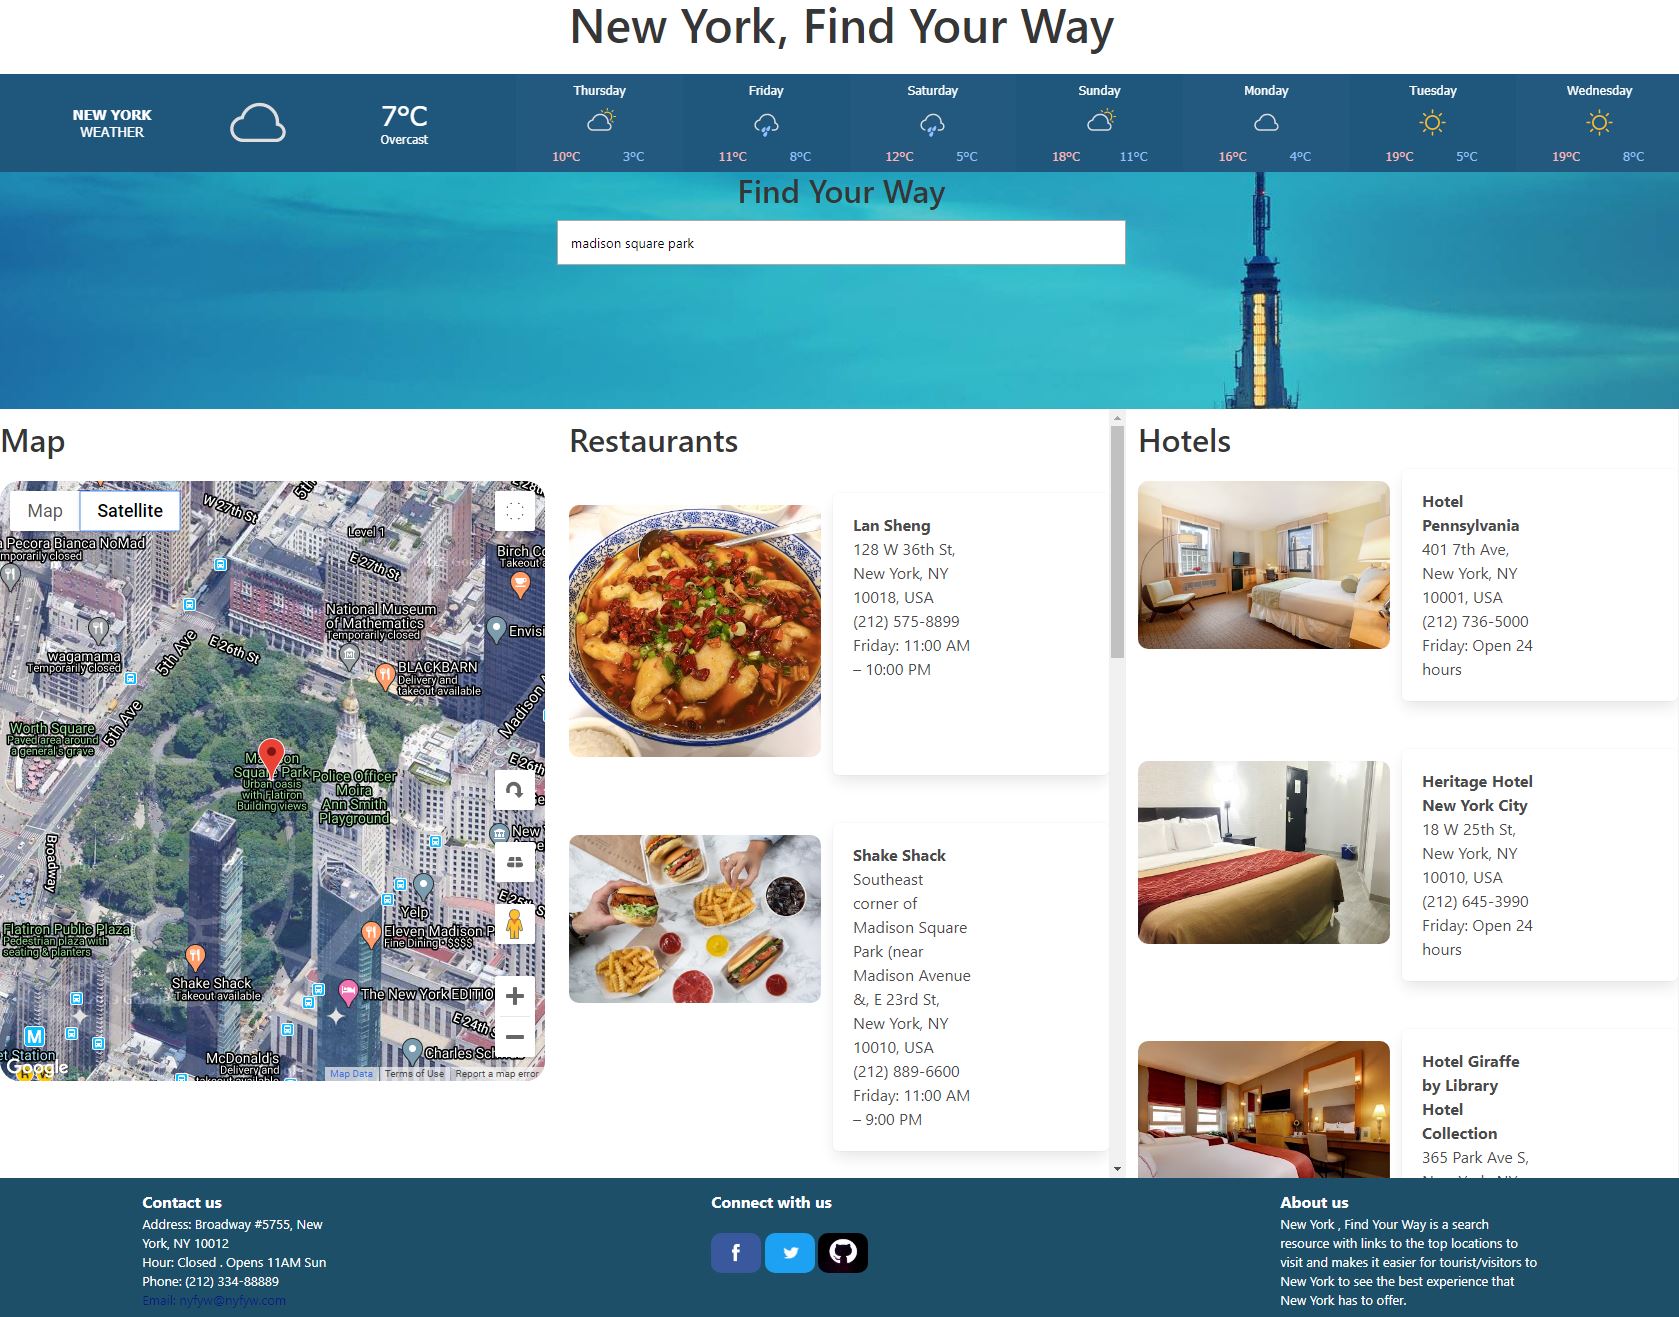 New York, Find Your Way
NEW YORK
WEATHER
7°C
Overcast
Thursday
10°C 3°C
Friday
11°C 8°C
Saturday
12°C 5°C
Sunday
18°C 11°C
Monday
16°C 4°C
Tuesday
19°C 5°C
Wednesday
19°C 8°C
Find Your Way
madison square park
Map
Map
Satellite
W 27th St
5th
Level 1
E 28th
a Pecora Bianca NoMad
mporarily closed
E 27th St
Birch Co
Takeout a
National Museum
of Mathematics
Temporarily closed
Envisi
wagamama
Temporarily closed
5th Ave
E 26th St
BLACKBARN
Delivery and
takeout available
Madison A
Worth Square
Paved area around
a general's grave
5th Ave
E 26th
Square Park
Urban oasis
with Flatiron
Building views
Police Officer
Moira
Ann Smith
Playground
New
Broadway
E 25th S
Yelp
Flatiron Public Plaza
Pedestrian plaza with
seating & planters
Eleven Madison P
Fine Dining • $$$$
Shake Shack
Takeout available
The New York EDITIO
E 24th S
M
et Station
Google
McDonald's
Delivery and
takeout available
Charles Sc
Map Data
Terms of Use
Report a map error
Restaurants
Lan Sheng
128 W 36th St,
New York, NY
10018, USA
(212) 575-8899
Friday: 11:00 AM
– 10:00 PM
Shake Shack
Southeast
corner of
Madison Square
Park (near
Madison Avenue
&, E 23rd St,
New York, NY
10010, USA
(212) 889-6600
Friday: 11:00 AM
– 9:00 PM
Hotels
Hotel
Pennsylvania
401 7th Ave,
New York, NY
10001, USA
(212) 736-5000
Friday: Open 24
hours
Heritage Hotel
New York City
18 W 25th St,
New York, NY
10010, USA
(212) 645-3990
Friday: Open 24
hours
Hotel Giraffe
by Library
Hotel
Collection
365 Park Ave S,
Contact us
Address: Broadway #5755, New
York, NY 10012
Hour: Closed . Opens 11AM Sun
Phone: (212) 334-88889
Email: nyfyw@nyfyw.com
Connect with us
f
About us
New York , Find Your Way is a search
resource with links to the top locations to
visit and makes it easier for tourist/visitors to
New York to see the best experience that
New York has to offer.